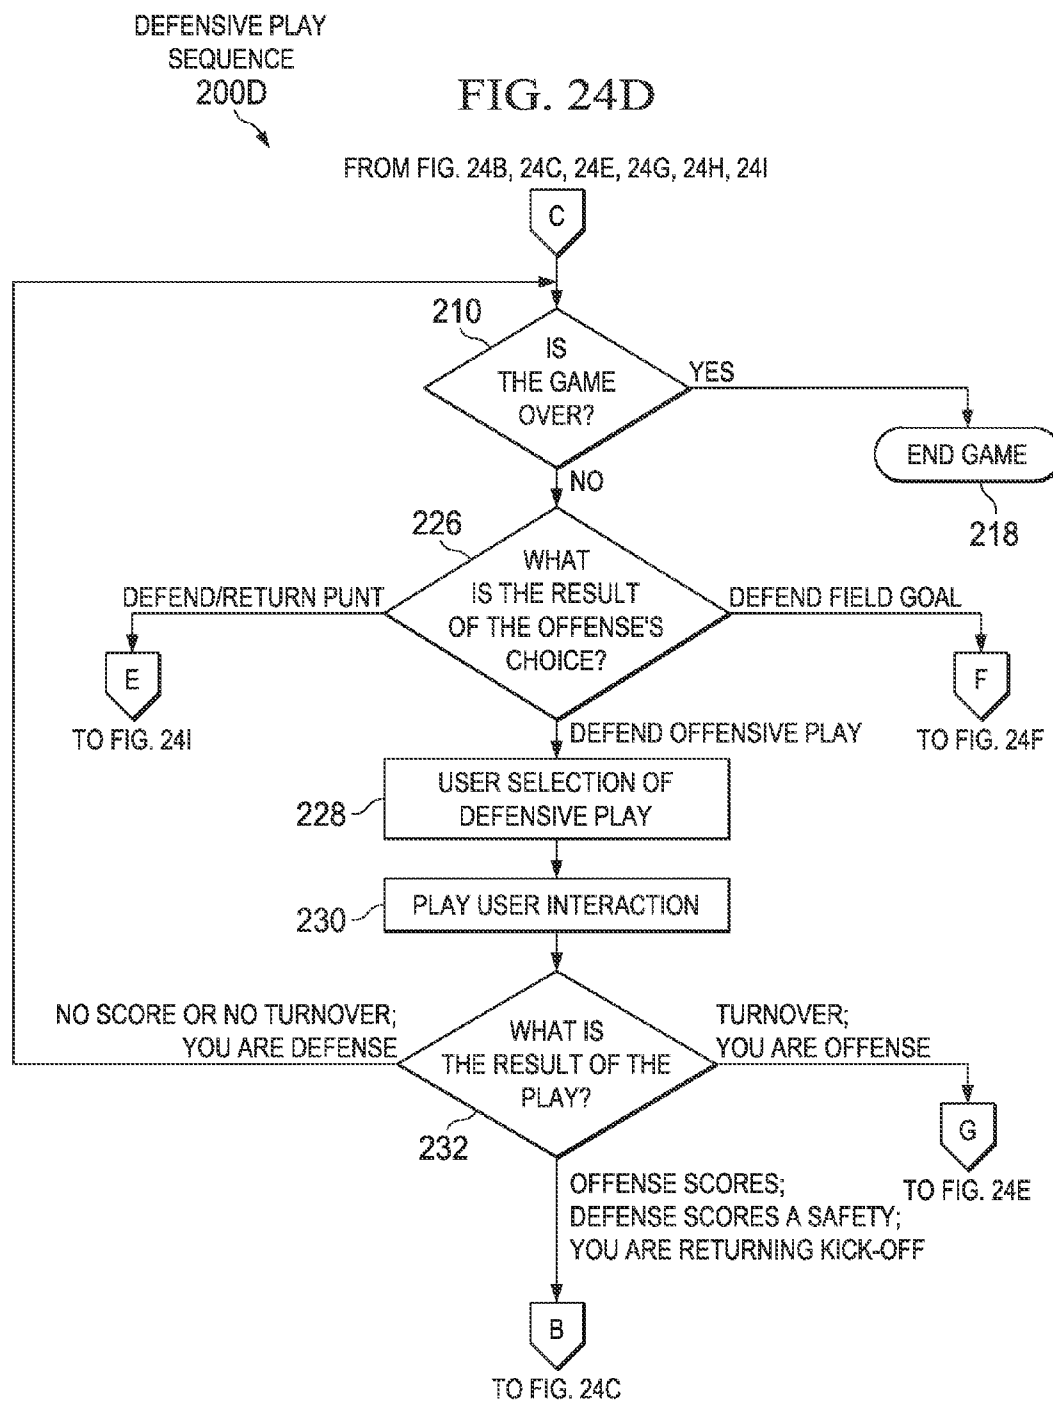 DEFENSIVE PLAY
SEQUENCE
200D
FIG. 24D
FROM FIG. 24B, 24C, 24E, 24G, 24H, 24I
C
210
IS
THE GAME
OVER?
YES
END GAME
218
NO
226
WHAT
IS THE RESULT
OF THE OFFENSE'S
CHOICE?
DEFEND/RETURN PUNT
DEFEND FIELD GOAL
E
TO FIG. 24I
F
TO FIG. 24F
DEFEND OFFENSIVE PLAY
USER SELECTION OF
DEFENSIVE PLAY
228
PLAY USER INTERACTION
230
NO SCORE OR NO TURNOVER;
YOU ARE DEFENSE
WHAT IS
THE RESULT OF THE
PLAY?
232
TURNOVER;
YOU ARE OFFENSE
G
TO FIG. 24E
OFFENSE SCORES;
DEFENSE SCORES A SAFETY;
YOU ARE RETURNING KICK-OFF
B
TO FIG. 24C